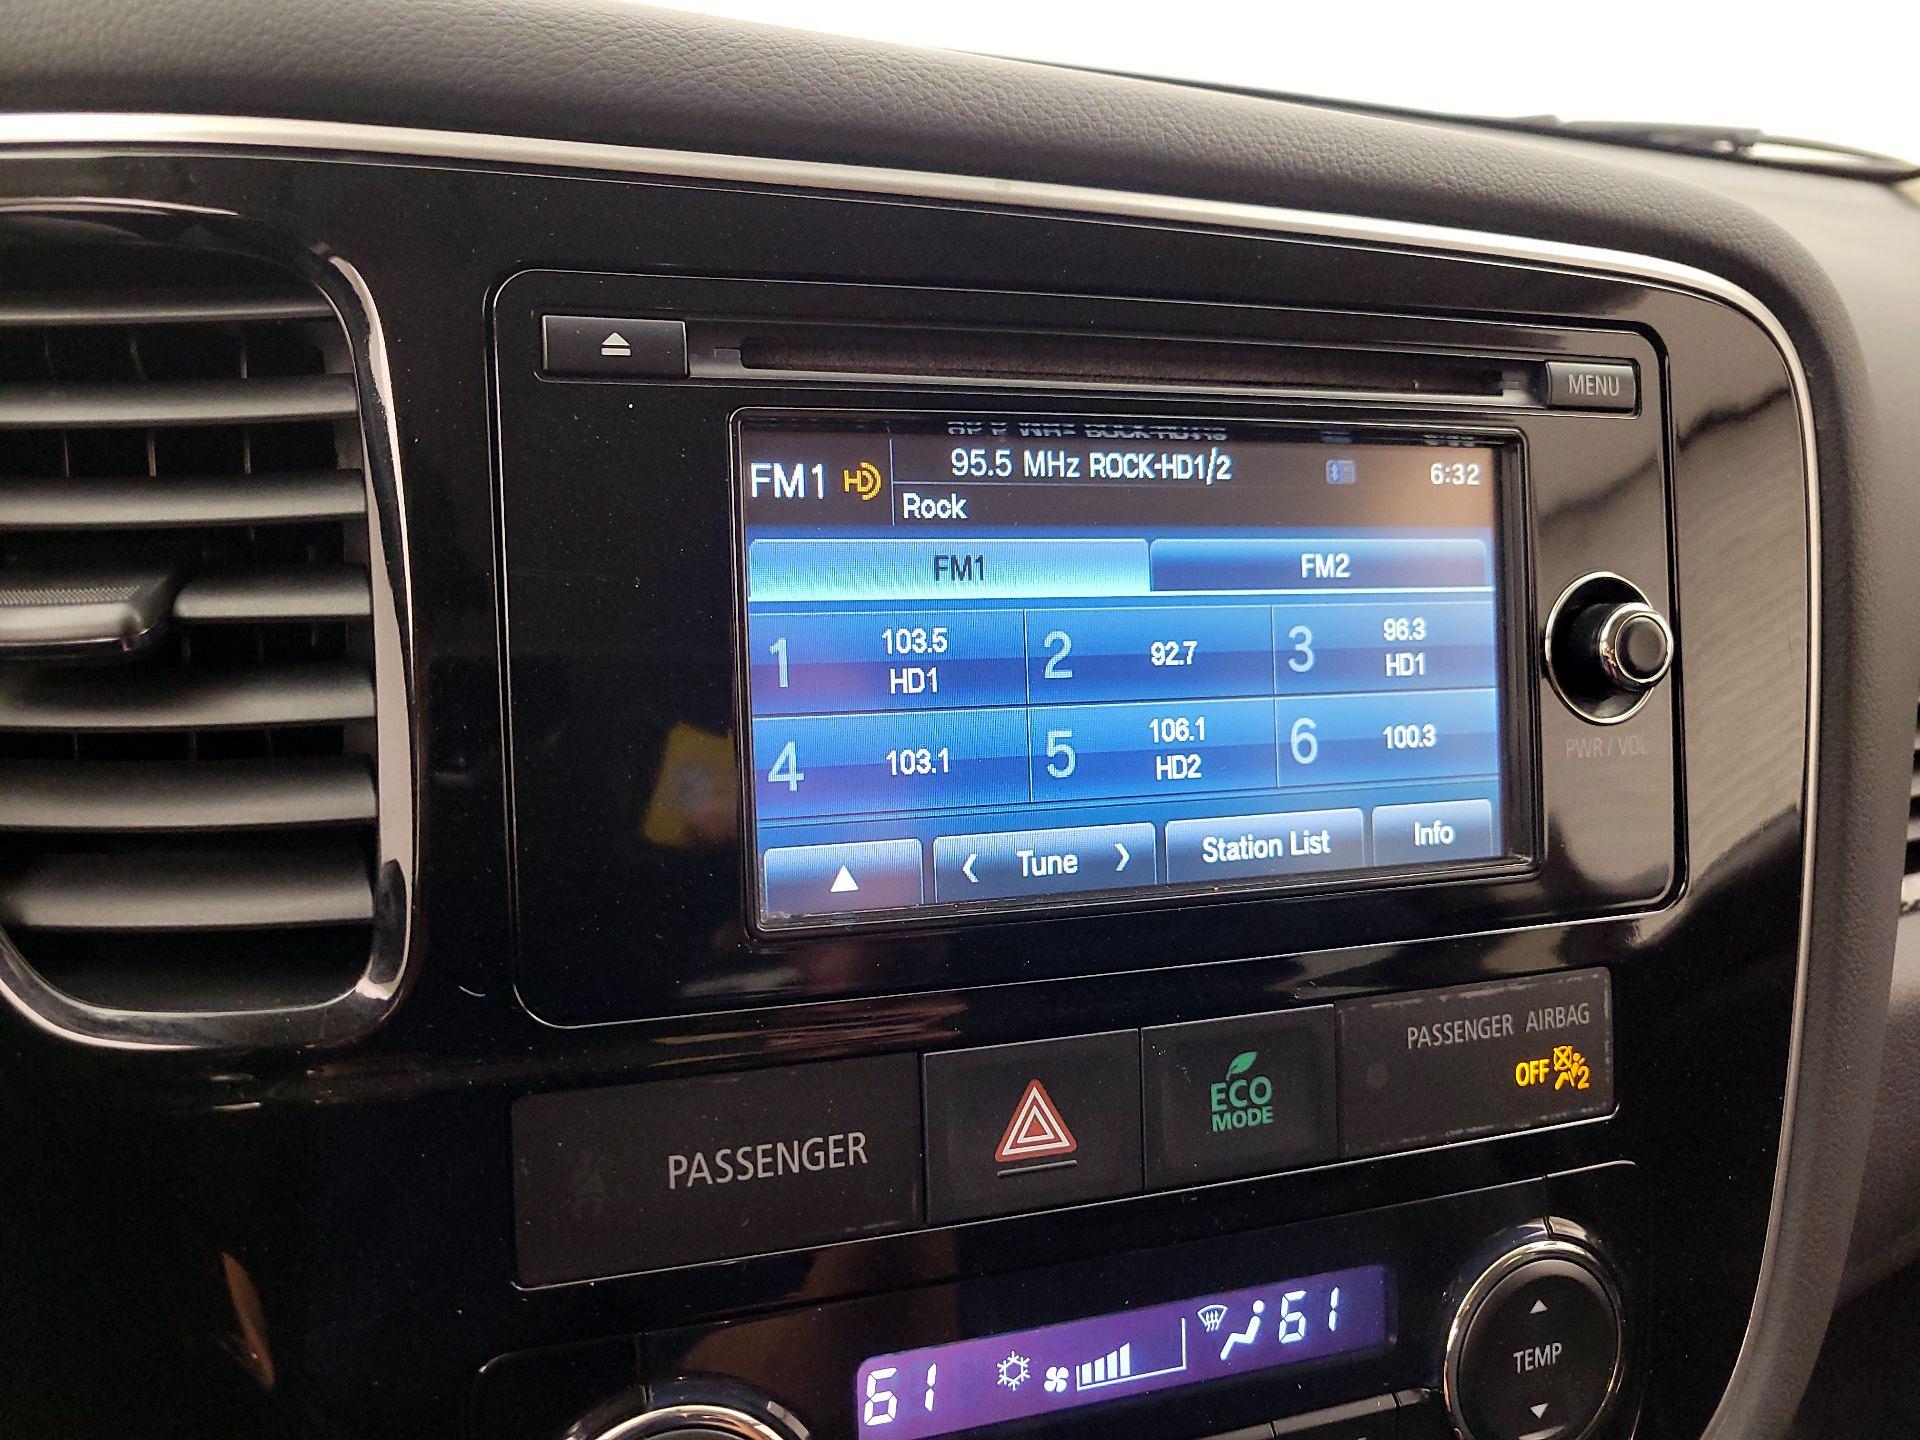 MENU
FM1 HD 95.5 MHz ROCK-HD1/2 6:32
Rock
FM1 FM2
1 103.5 HD1
2 92.7
3 96.3 HD1
4 103.1
5 106.1 HD2
6 100.3
Tune
Station List
Info
PWR / VOL
PASSENGER
ECO
MODE
PASSENGER AIRBAG
OFF 2
61 61
TEMP